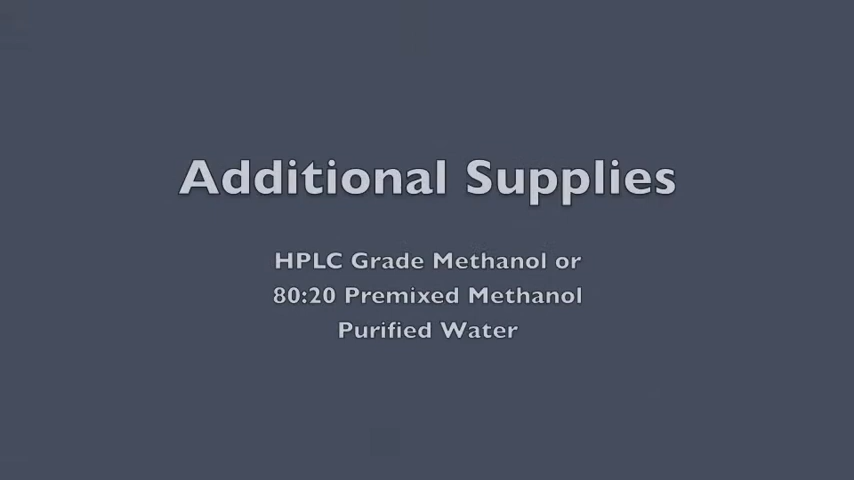 Additional Supplies
HPLC Grade Methanol or
80:20 Premixed Methanol
Purified Water